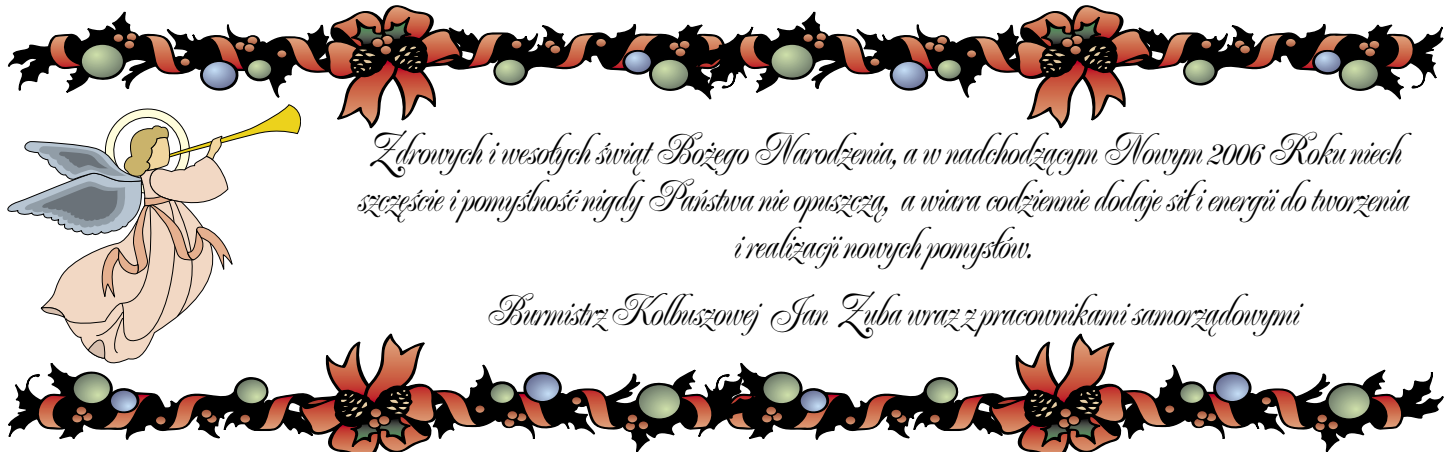 Zdrowych i wesołych świąt Bożego Narodzenia, a w nadchodzącym Nowym 2006 Roku niech
szczęście i pomyślność nigdy Państwa nie opuszczą, a wiara codziennie dodaje sił i energii do tworzenia
i realizacji nowych pomysłów.
Burmistrz Kolbuszowej Jan Zuba wraz z pracownikami samorządowymi